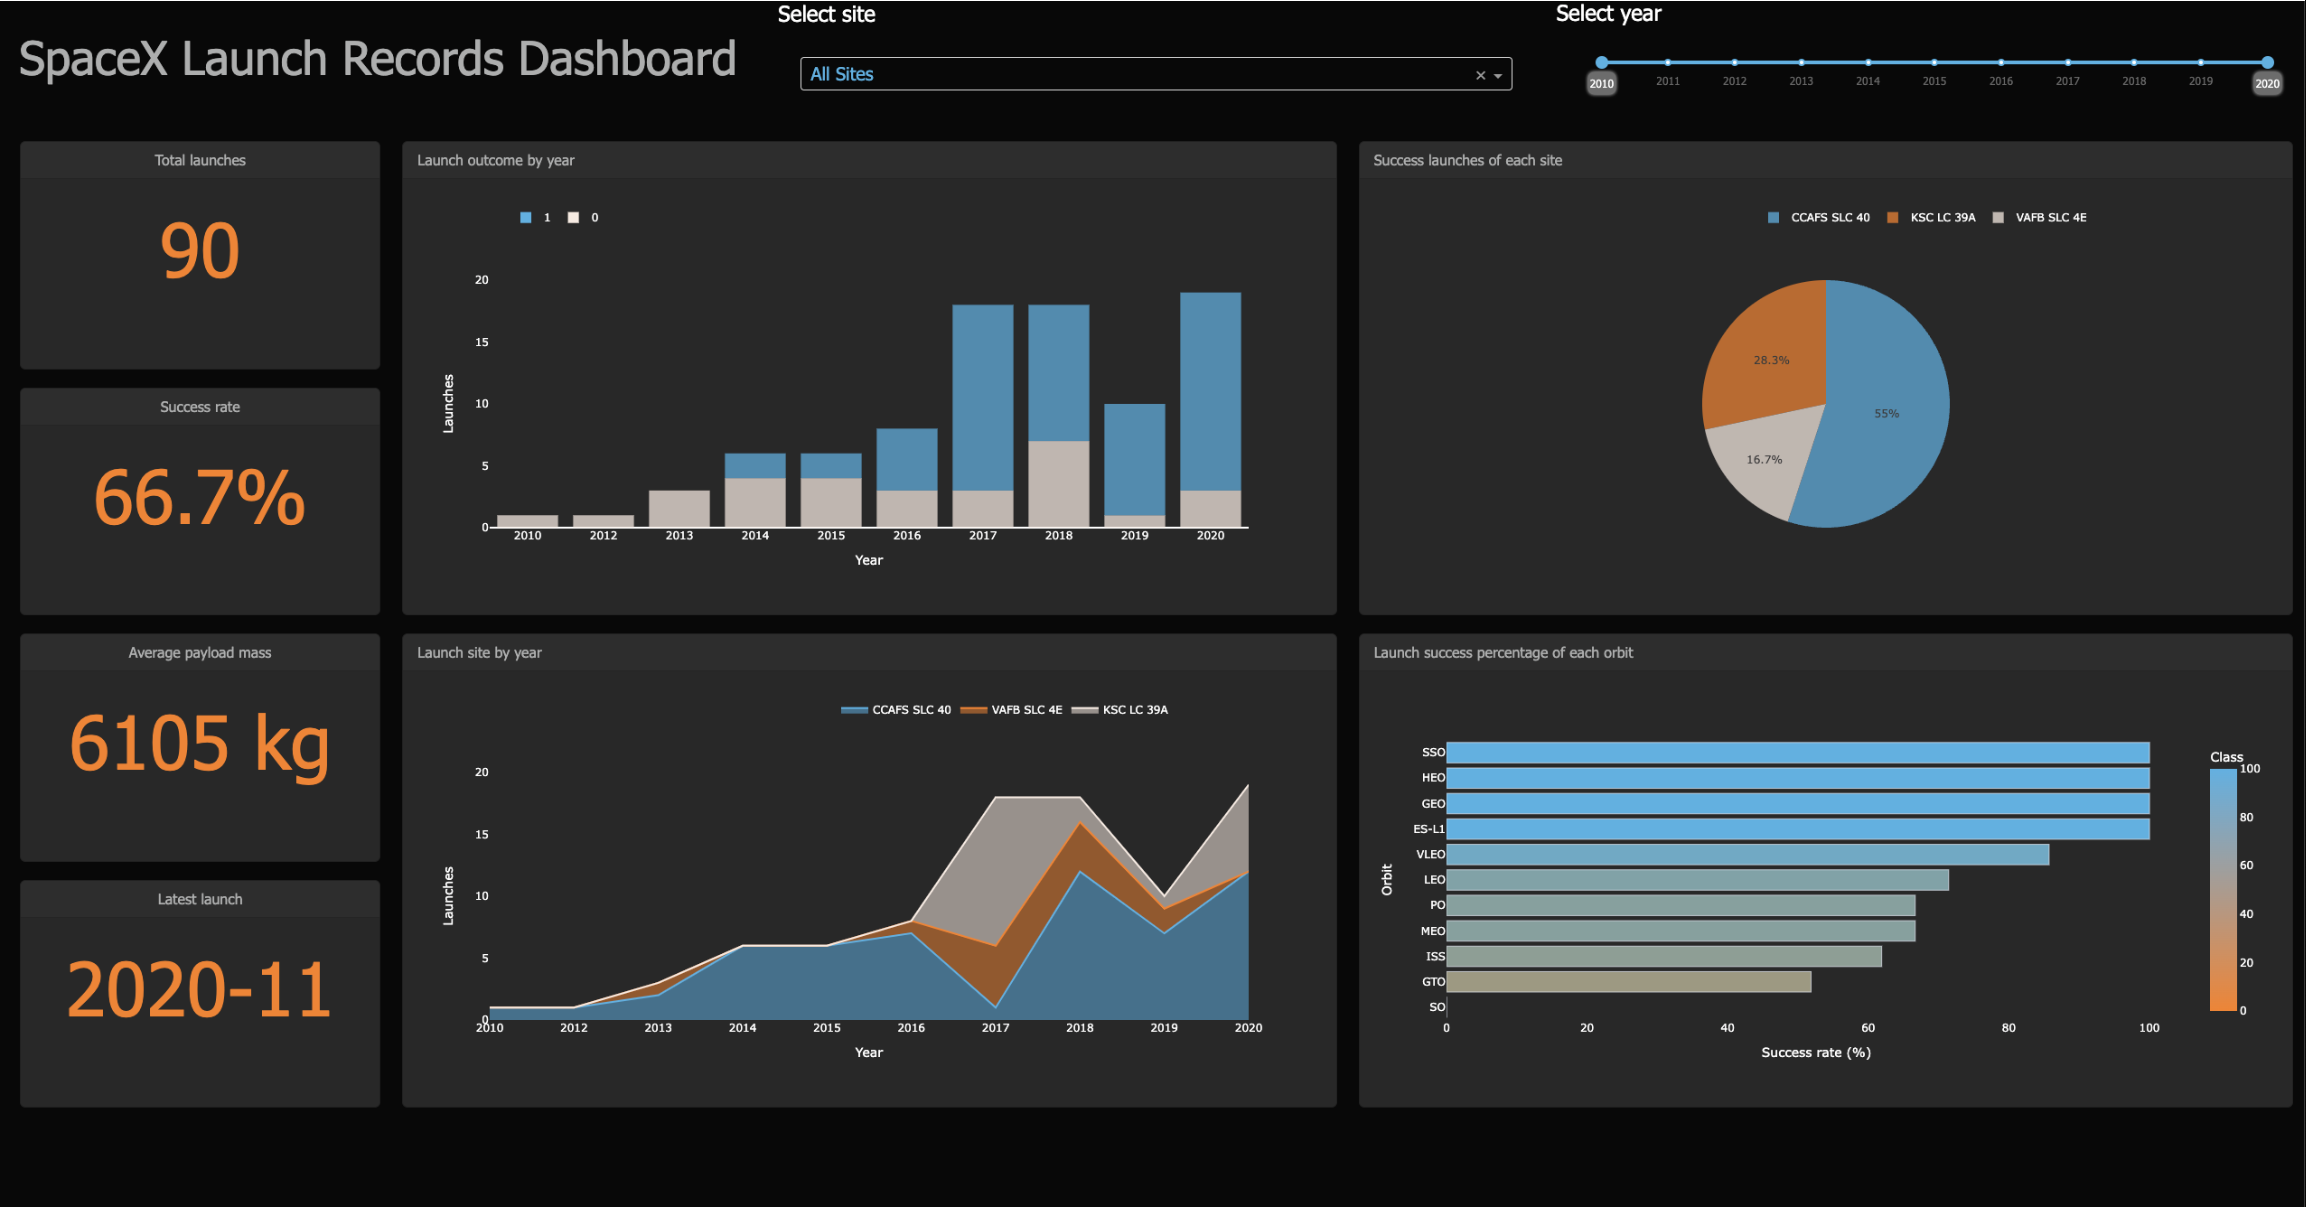 Select site
Select year
SpaceX Launch Records Dashboard
All Sites
2010 2011 2012 2013 2014 2015 2016 2017 2018 2019 2020
Total launches
90
Success rate
66.7%
Average payload mass
6105 kg
Latest launch
2020-11
Launch outcome by year
1 0
20
15
10
5
0
Launches
2010 2012 2013 2014 2015 2016 2017 2018 2019 2020
Year
Success launches of each site
CCAFS SLC 40 KSC LC 39A VAFB SLC 4E
28.3%
55%
16.7%
Launch site by year
CCAFS SLC 40 VAFB SLC 4E KSC LC 39A
20
15
10
5
0
Launches
2010 2012 2013 2014 2015 2016 2017 2018 2019 2020
Year
Launch success percentage of each orbit
SSO
HEO
GEO
ES-L1
VLEO
LEO
PO
MEO
ISS
GTO
SO
Orbit
0 20 40 60 80 100
Success rate (%)
Class
100
80
60
40
20
0